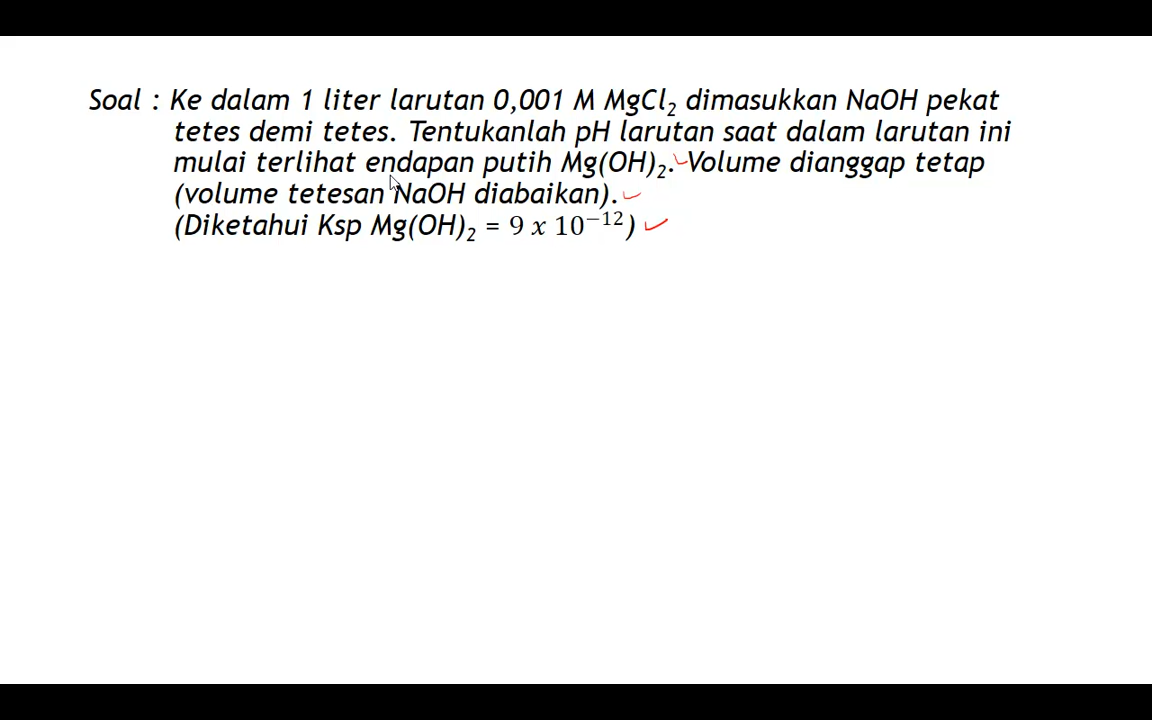 Soal : Ke dalam 1 liter larutan 0,001 M MgCl₂ dimasukkan NaOH pekat
tetes demi tetes. Tentukanlah pH larutan saat dalam larutan ini
mulai terlihat endapan putih Mg(OH)₂. Volume dianggap tetap
(volume tetesan NaOH diabaikan).
(Diketahui Ksp Mg(OH)₂ = 9 x 10⁻¹²)